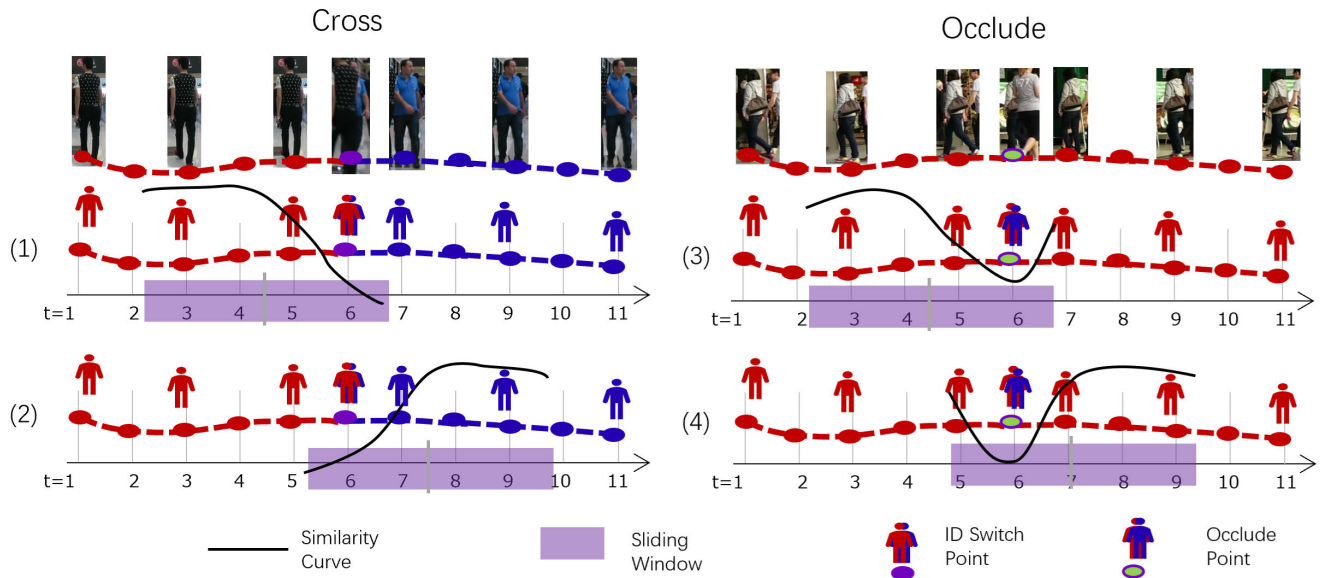 Cross
Occlude
(1)
t=1 2 3 4 5 6 7 8 9 10 11
(3)
t=1 2 3 4 5 6 7 8 9 10 11
(2)
t=1 2 3 4 5 6 7 8 9 10 11
(4)
t=1 2 3 4 5 6 7 8 9 10 11
Similarity
Curve
Sliding
Window
ID Switch
Point
Occlude
Point